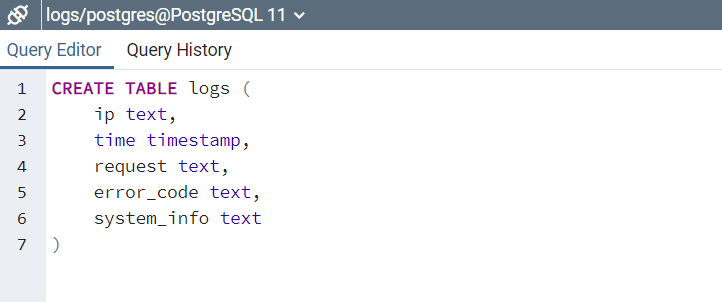 logs/postgres@PostgreSQL 11
Query Editor Query History
1 CREATE TABLE logs (
2 ip text,
3 time timestamp,
4 request text,
5 error_code text,
6 system_info text
7 )